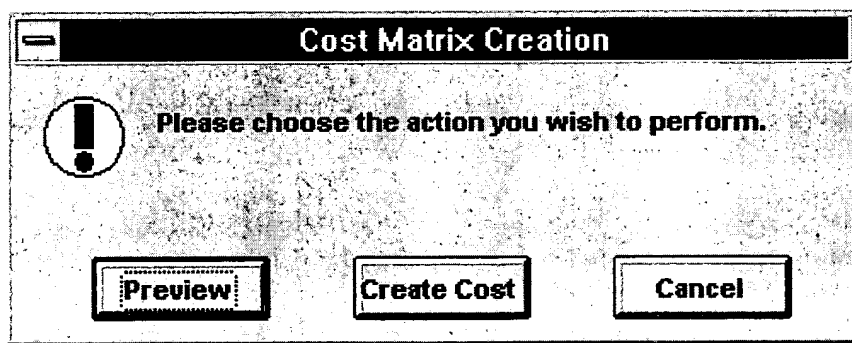 Cost Matrix Creation
Please choose the action you wish to perform.
Preview Create Cost Cancel